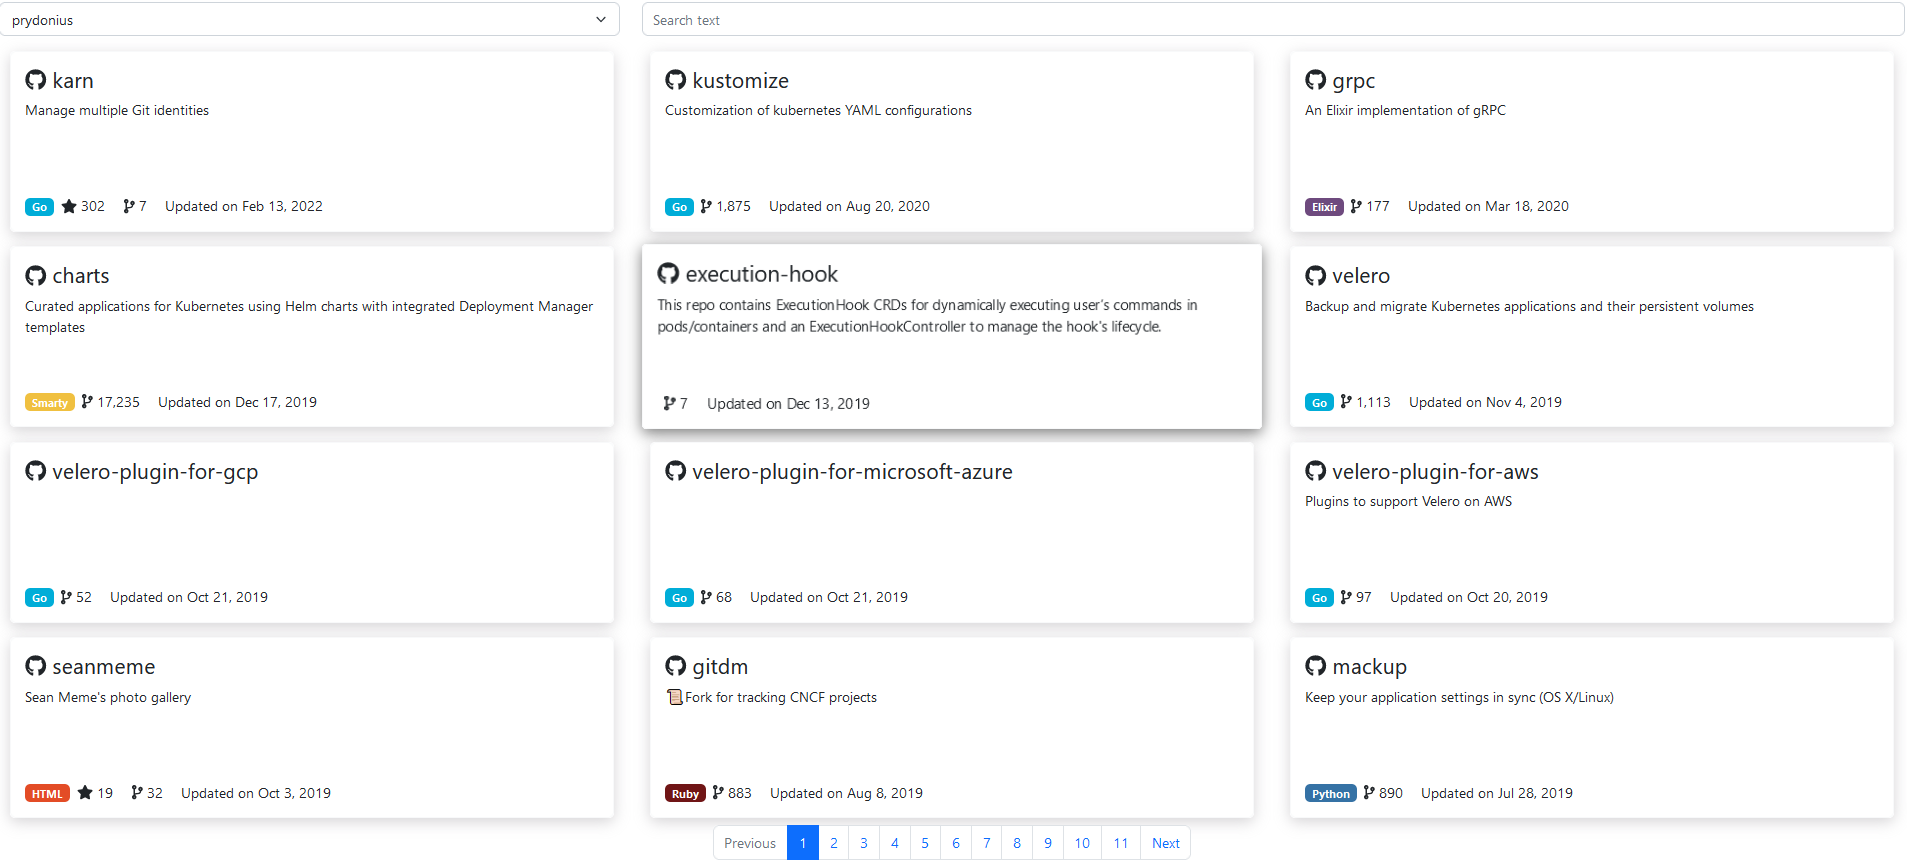 prydonius
Search text
karn
Manage multiple Git identities
Go 302 7 Updated on Feb 13, 2022
kustomize
Customization of kubernetes YAML configurations
Go 1,875 Updated on Aug 20, 2020
grpc
An Elixir implementation of gRPC
Elixir 177 Updated on Mar 18, 2020
charts
Curated applications for Kubernetes using Helm charts with integrated Deployment Manager
templates
Smarty 17,235 Updated on Dec 17, 2019
execution-hook
This repo contains ExecutionHook CRDs for dynamically executing user's commands in
pods/containers and an ExecutionHookController to manage the hook's lifecycle.
7 Updated on Dec 13, 2019
velero
Backup and migrate Kubernetes applications and their persistent volumes
Go 1,113 Updated on Nov 4, 2019
velero-plugin-for-gcp
Go 52 Updated on Oct 21, 2019
velero-plugin-for-microsoft-azure
Go 68 Updated on Oct 21, 2019
velero-plugin-for-aws
Plugins to support Velero on AWS
Go 97 Updated on Oct 20, 2019
seanmeme
Sean Meme's photo gallery
HTML 19 32 Updated on Oct 3, 2019
gitdm
📜Fork for tracking CNCF projects
Ruby 883 Updated on Aug 8, 2019
mackup
Keep your application settings in sync (OS X/Linux)
Python 890 Updated on Jul 28, 2019
Previous 1 2 3 4 5 6 7 8 9 10 11 Next